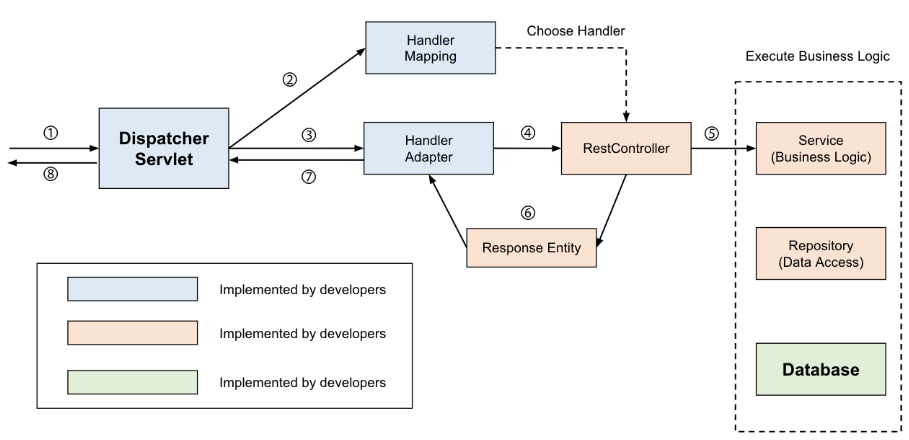 Handler
Mapping
Choose Handler
Execute Business Logic
②
①
Dispatcher
Servlet
③
Handler
Adapter
④
RestController
⑤
Service
(Business Logic)
⑧
⑦
⑥
Response Entity
Repository
(Data Access)
Implemented by developers
Implemented by developers
Implemented by developers
Database